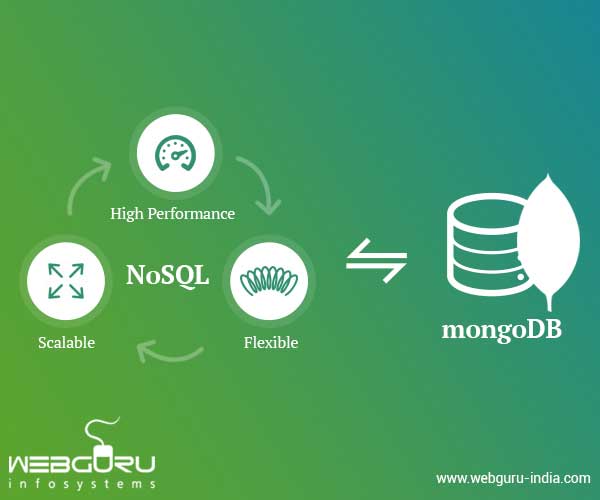 High Performance
NoSQL
Scalable
Flexible
mongoDB
WEBGURU
infosystems
www.webguru-india.com